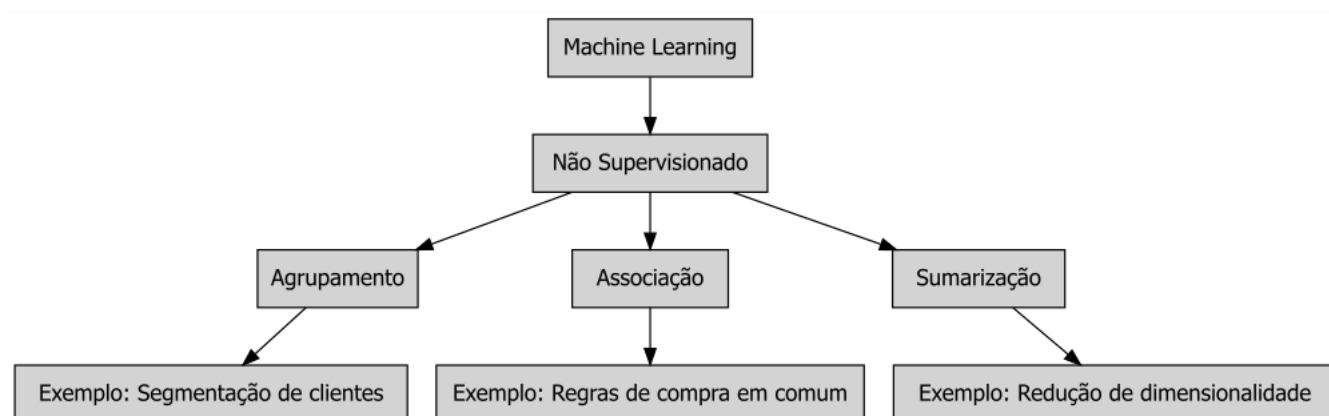 Machine Learning
Não Supervisionado
Agrupamento
Associação
Sumarização
Exemplo: Segmentação de clientes
Exemplo: Regras de compra em comum
Exemplo: Redução de dimensionalidade